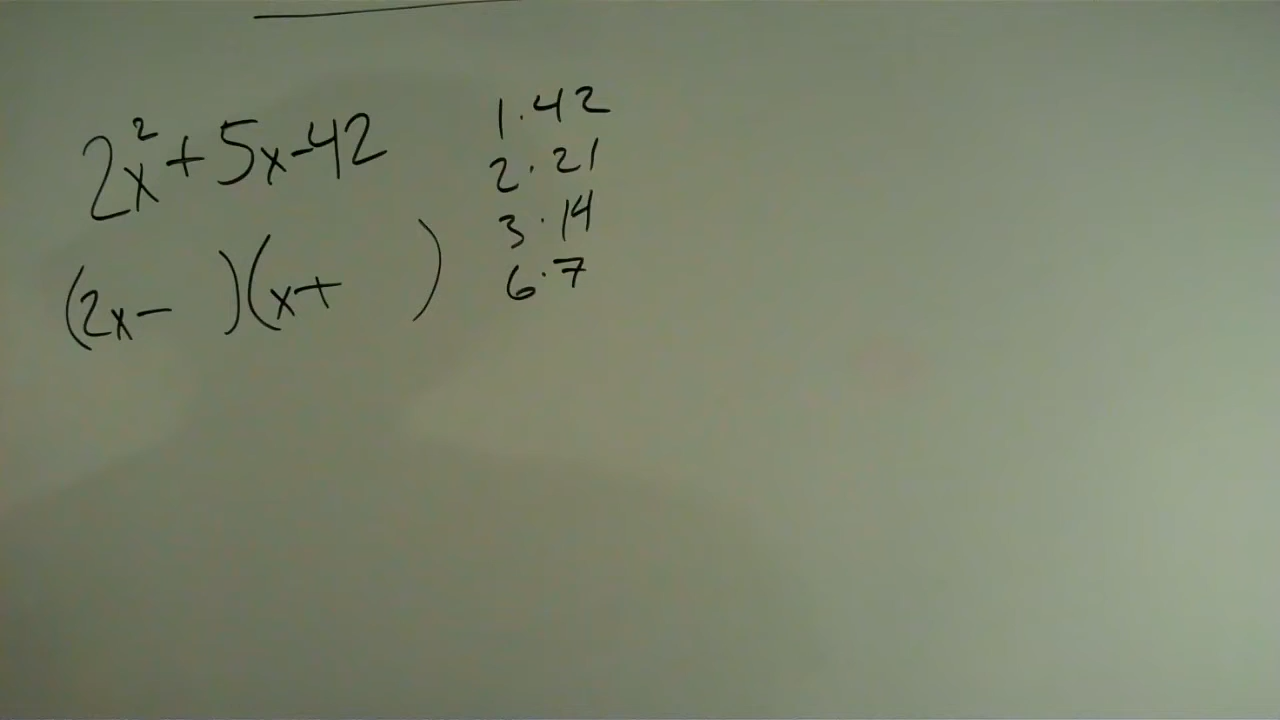 2x² + 5x - 42
(2x - )(x + )
1 · 42
2 · 21
3 · 14
6 · 7